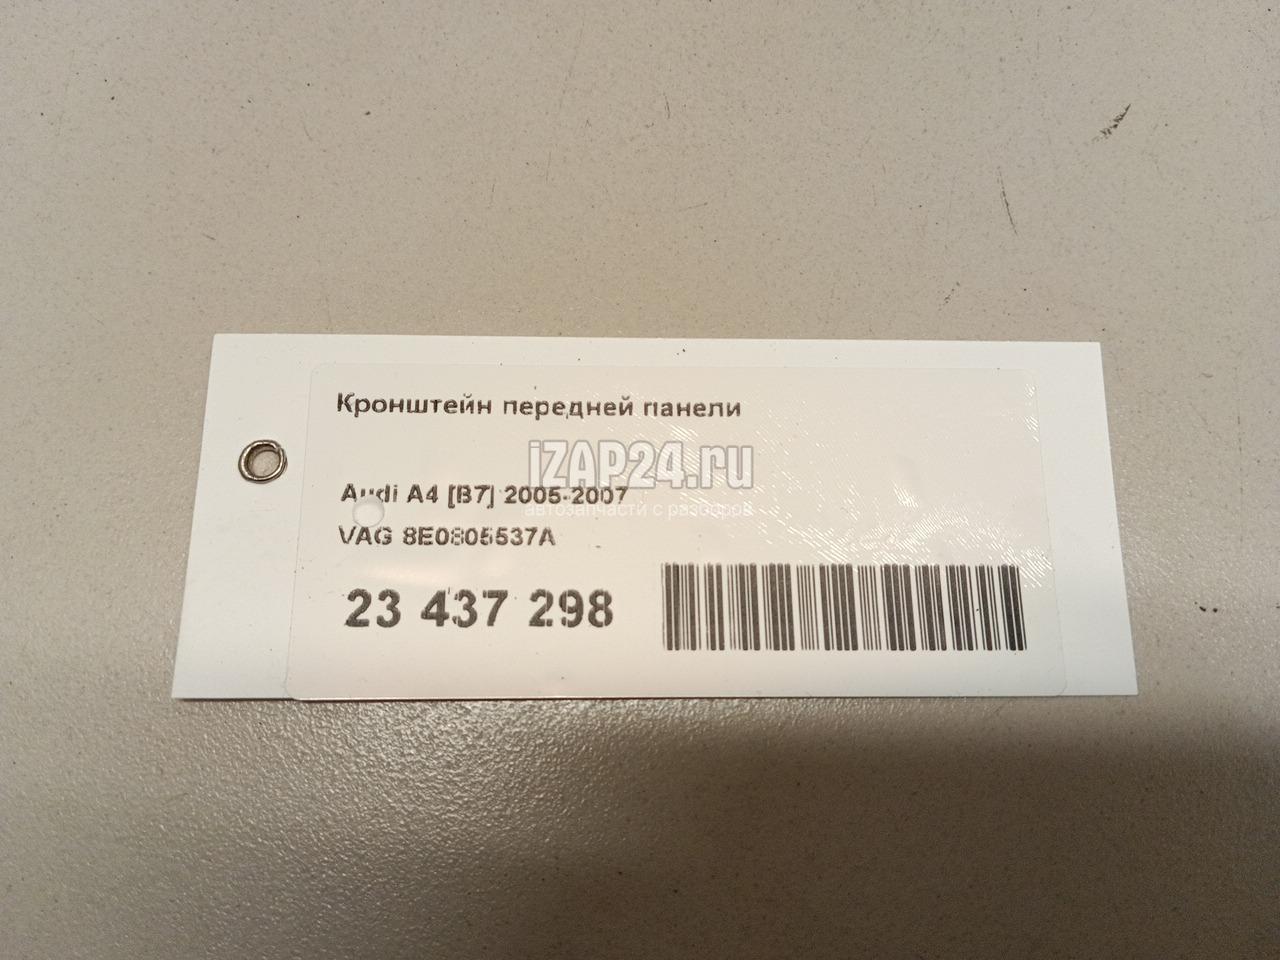 Кронштейн передней панели
iZAP24.ru
Audi A4 [B7] 2005-2007
автозапчасти с разборов
VAG 8E0805537A
23 437 298